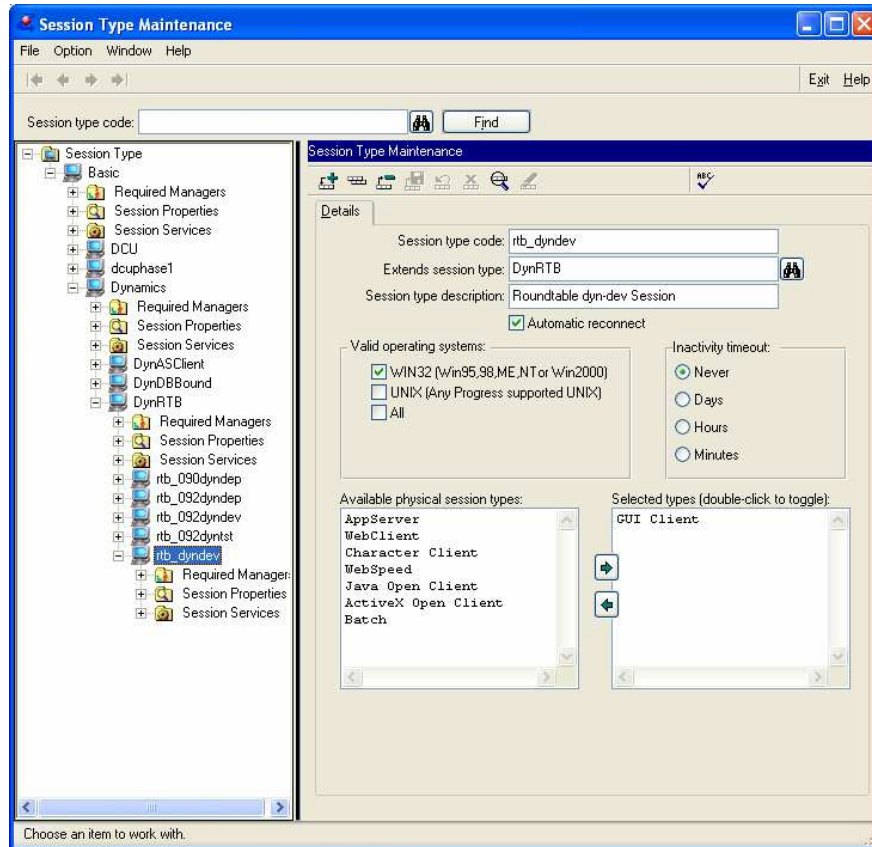 Session Type Maintenance
File Option Window Help
Exit Help
Session type code:
Find
Session Type
Basic
Required Managers
Session Properties
Session Services
DCU
dcuphase1
Dynamics
Required Managers
Session Properties
Session Services
DynASClient
DynDBBound
DynRTB
Required Managers
Session Properties
Session Services
rtb_090dyndep
rtb_092dyndep
rtb_092dyndev
rtb_092dyntst
rtb_dyndev
Required Manager
Session Properties
Session Services
Session Type Maintenance
ABC
Details
Session type code: rtb_dyndev
Extends session type: DynRTB
Session type description: Roundtable dyn-dev Session
Automatic reconnect
Valid operating systems:
WIN32 (Win95,98,ME,NT or Win2000)
UNIX (Any Progress supported UNIX)
All
Inactivity timeout:
Never
Days
Hours
Minutes
Available physical session types:
AppServer
WebClient
Character Client
WebSpeed
Java Open Client
ActiveX Open Client
Batch
Selected types (double-click to toggle):
GUI Client
Choose an item to work with.